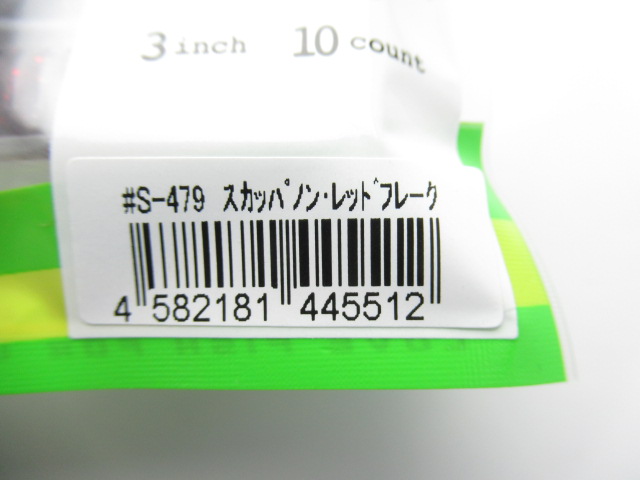 3 inch 10 count
#S-479 ｽｶｯﾊﾟﾉﾝ･ﾚｯﾄﾞﾌﾚｰｸ
4 582181 445512